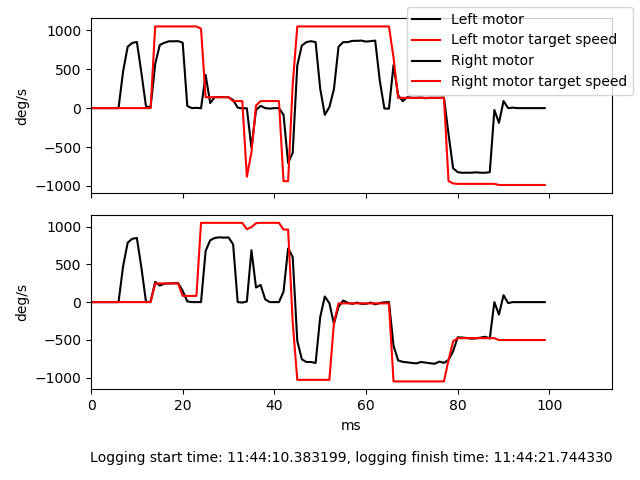 Left motor
Left motor target speed
Right motor
Right motor target speed
1000
500
0
−500
−1000
deg/s
1000
500
0
−500
−1000
deg/s
0 20 40 60 80 100
ms
Logging start time: 11:44:10.383199, logging finish time: 11:44:21.744330